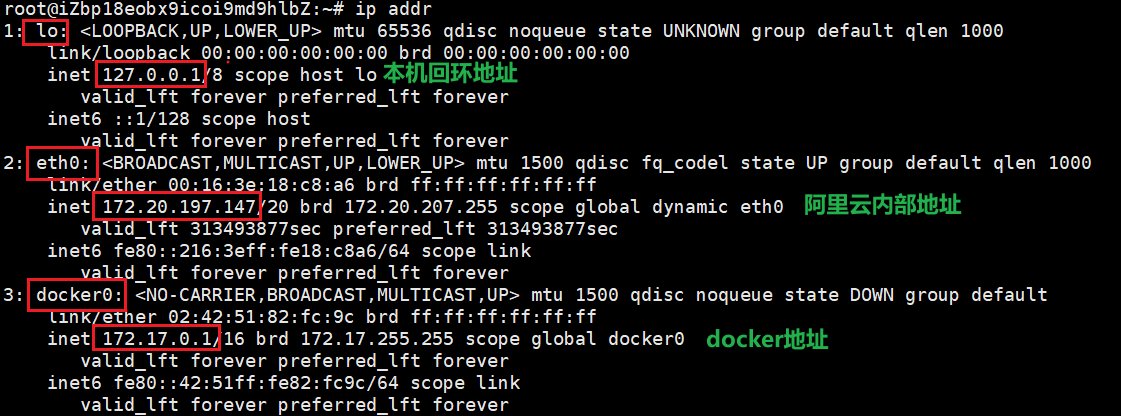 root@iZbp18eobx9icoi9md9hlbZ:~# ip addr
1: lo: <LOOPBACK,UP,LOWER_UP> mtu 65536 qdisc noqueue state UNKNOWN group default qlen 1000
link/loopback 00:00:00:00:00:00 brd 00:00:00:00:00:00
inet 127.0.0.1/8 scope host lo 本机回环地址
valid_lft forever preferred_lft forever
inet6 ::1/128 scope host
valid_lft forever preferred_lft forever
2: eth0: <BROADCAST,MULTICAST,UP,LOWER_UP> mtu 1500 qdisc fq_codel state UP group default qlen 1000
link/ether 00:16:3e:18:c8:a6 brd ff:ff:ff:ff:ff:ff
inet 172.20.197.147/20 brd 172.20.207.255 scope global dynamic eth0 阿里云内部地址
valid_lft 313493877sec preferred_lft 313493877sec
inet6 fe80::216:3eff:fe18:c8a6/64 scope link
valid_lft forever preferred_lft forever
3: docker0: <NO-CARRIER,BROADCAST,MULTICAST,UP> mtu 1500 qdisc noqueue state DOWN group default
link/ether 02:42:51:82:fc:9c brd ff:ff:ff:ff:ff:ff
inet 172.17.0.1/16 brd 172.17.255.255 scope global docker0 docker地址
valid_lft forever preferred_lft forever
inet6 fe80::42:51ff:fe82:fc9c/64 scope link
valid_lft forever preferred_lft forever